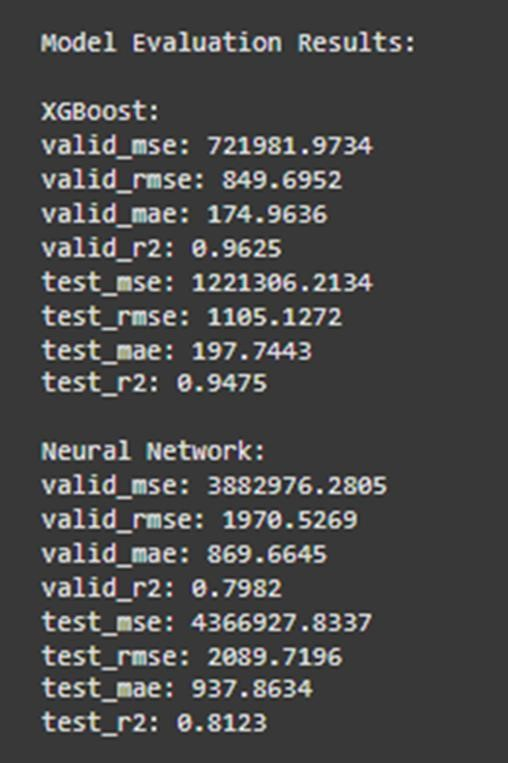 Model Evaluation Results:
XGBoost:
valid_mse: 721981.9734
valid_rmse: 849.6952
valid_mae: 174.9636
valid_r2: 0.9625
test_mse: 1221306.2134
test_rmse: 1105.1272
test_mae: 197.7443
test_r2: 0.9475
Neural Network:
valid_mse: 3882976.2805
valid_rmse: 1970.5269
valid_mae: 869.6645
valid_r2: 0.7982
test_mse: 4366927.8337
test_rmse: 2089.7196
test_mae: 937.8634
test_r2: 0.8123